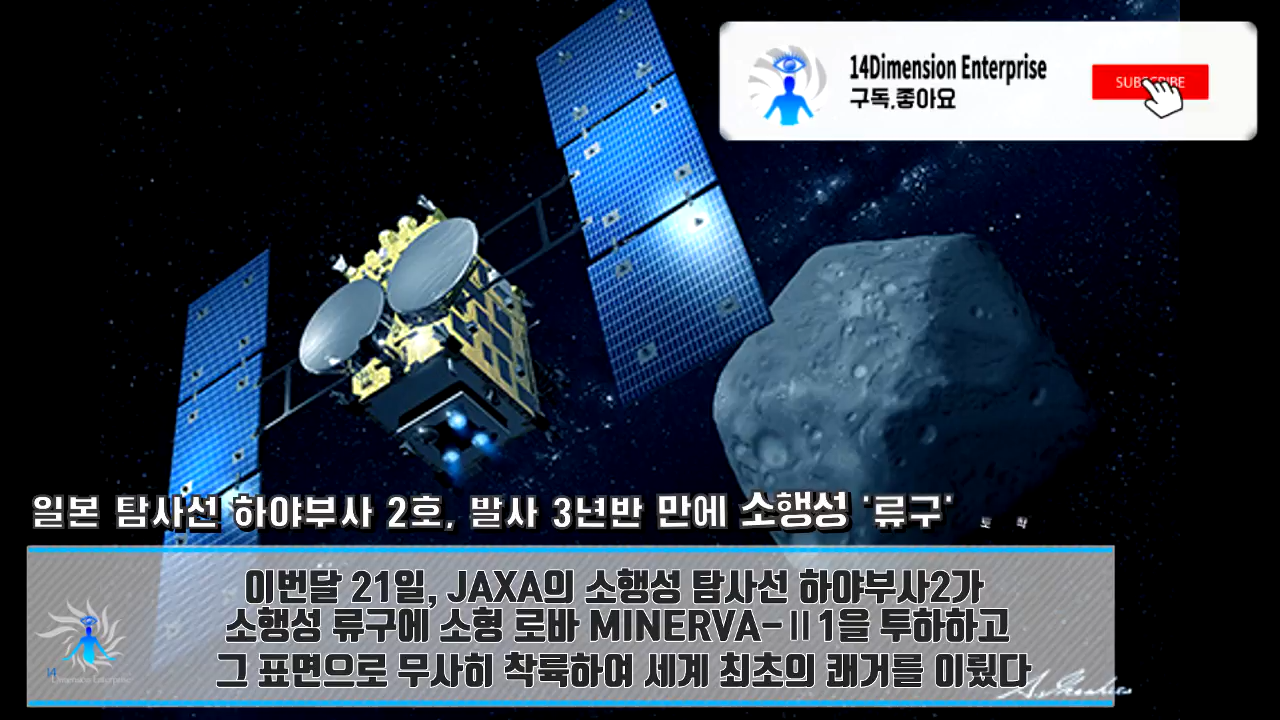 14Dimension Enterprise
구독,좋아요
SUBSCRIBE
일본 탐사선 하야부사 2호, 발사 3년반 만에 소행성 '류구'
이번달 21일, JAXA의 소행성 탐사선 하야부사2가
소행성 류구에 소형 로바 MINERVA-Ⅱ1을 투하하고
그 표면으로 무사히 착륙하여 세계 최초의 쾌거를 이뤘다
14
Dimension Enterprise